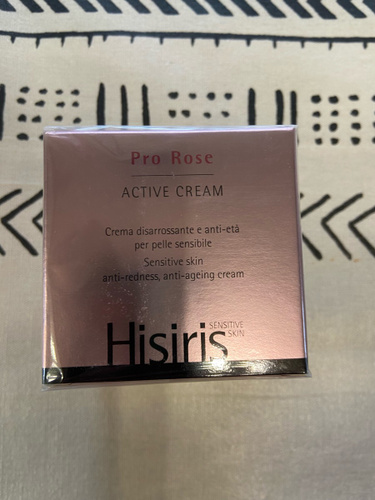 Pro Rose
ACTIVE CREAM
Crema disarrossante e anti-età
per pelle sensibile
Sensitive skin
anti-redness, anti-ageing cream
Hisiris SENSITIVE
SKIN